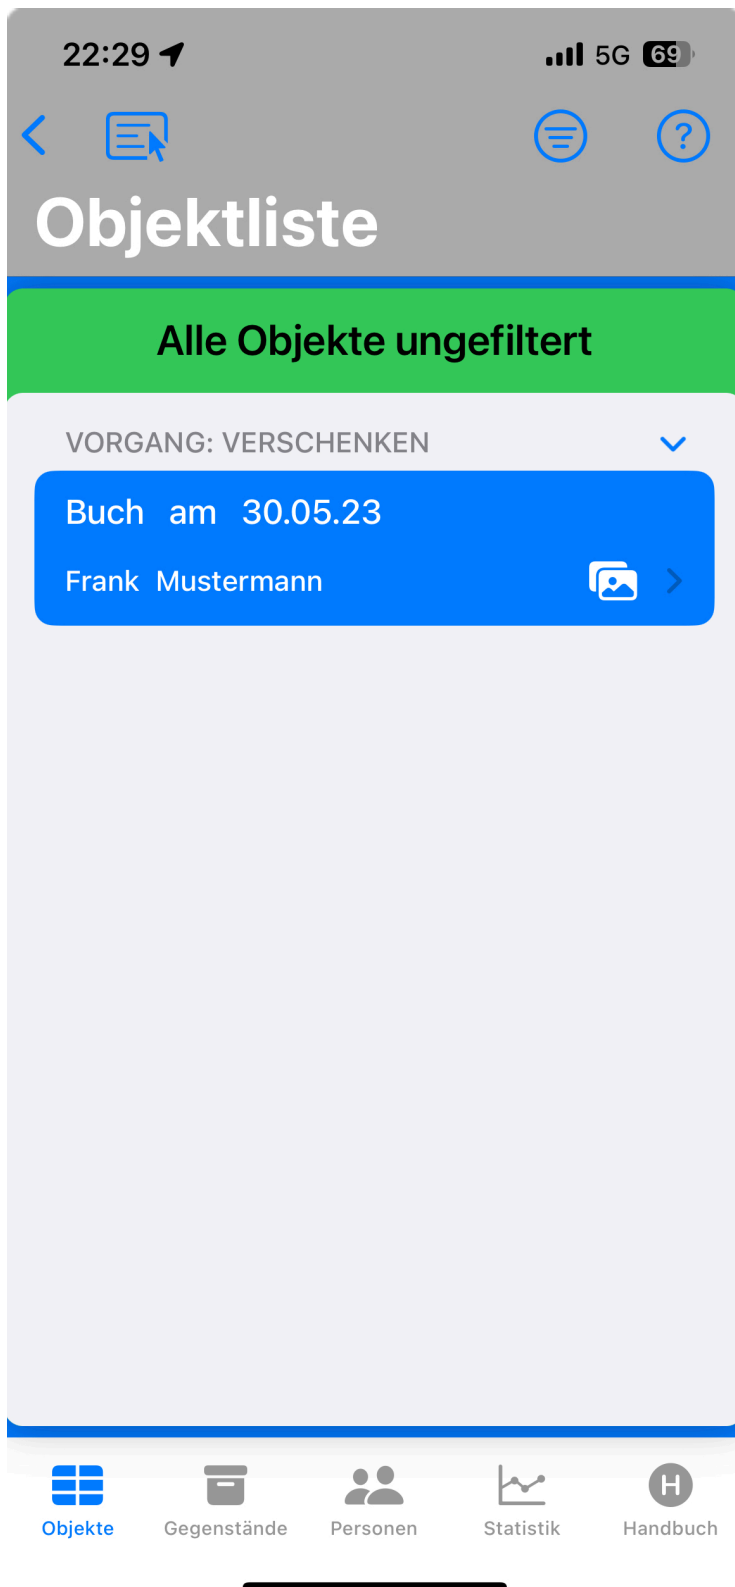 22:29 5G 69
?
Objektliste
Alle Objekte ungefiltert
VORGANG: VERSCHENKEN
Buch am 30.05.23
Frank Mustermann
H
Objekte Gegenstände Personen Statistik Handbuch